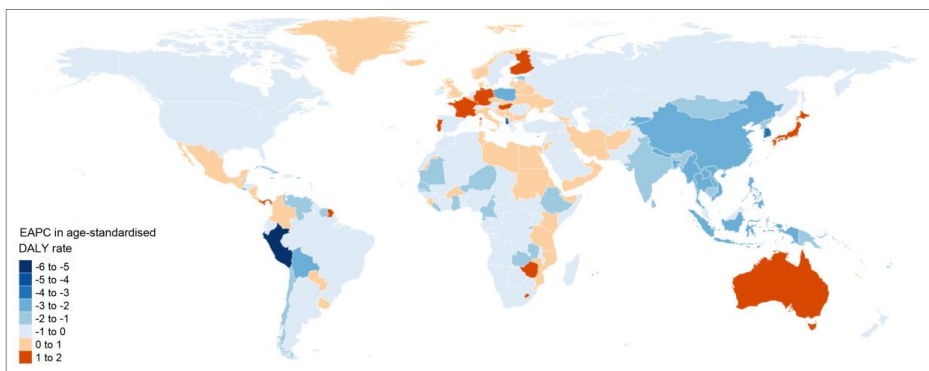 EAPC in age-standardised
DALY rate
-6 to -5
-5 to -4
-4 to -3
-3 to -2
-2 to -1
-1 to 0
0 to 1
1 to 2